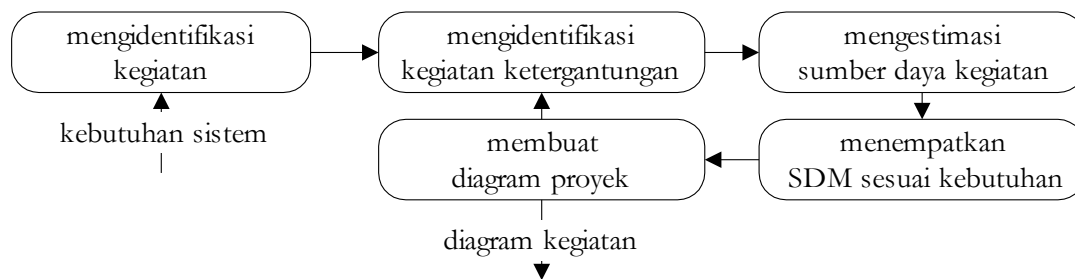 mengidentifikasi
kegiatan
mengidentifikasi
kegiatan ketergantungan
mengestimasi
sumber daya kegiatan
kebutuhan sistem
membuat
diagram proyek
menempatkan
SDM sesuai kebutuhan
diagram kegiatan